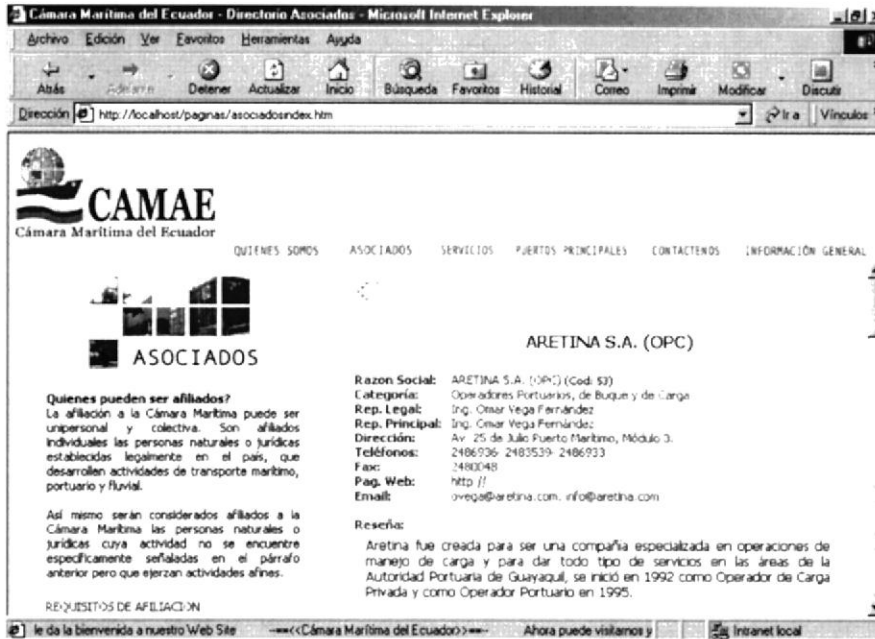 Cámara Marítima del Ecuador - Directorio Asociados - Microsoft Internet Explorer
Archivo Edición Ver Favoritos Herramientas Ayuda
Atrás Adelante Detener Actualizar Inicio Búsqueda Favoritos Historial Correo Imprimir Modificar Discutir
Dirección http://localhost/paginas/asociadosindex.htm Ir a Vínculos
CAMAE
Cámara Marítima del Ecuador
QUIENES SOMOS ASOCIADOS SERVICIOS PUERTOS PRINCIPALES CONTACTENOS INFORMACIÓN GENERAL
ASOCIADOS
Quienes pueden ser afiliados?
La afiliación a la Cámara Marítima puede ser
unipersonal y colectiva. Son afiliados
individuales las personas naturales o jurídicas
establecidas legalmente en el país, que
desarrollen actividades de transporte marítimo,
portuario y fluvial.
Así mismo serán considerados afiliados a la
Cámara Marítima las personas naturales o
jurídicas cuya actividad no se encuentre
específicamente señaladas en el párrafo
anterior pero que ejerzan actividades afines.
REQUISITOS DE AFILIACION
ARETINA S.A. (OPC)
Razon Social: ARETINA S.A. (OPC) (Cod: 53)
Categoría: Operadores Portuarios, de Buque y de Carga
Rep. Legal: Ing. Omar Vega Fernández
Rep. Principal: Ing. Omar Vega Fernández
Dirección: Av. 25 de Julio Puerto Marítimo, Módulo 3.
Teléfonos: 2486936- 2483539- 2486933
Fax: 2480048
Pag. Web: http://
Email: ovega@aretina.com, info@aretina.com
Reseña:
Aretina fue creada para ser una compañia especializada en operaciones de
manejo de carga y para dar todo tipo de servicios en las áreas de la
Autoridad Portuaria de Guayaquil, se inició en 1992 como Operador de Carga
Privada y como Operador Portuario en 1995.
le da la bienvenida a nuestro Web Site ---==<<Cámara Marítima del Ecuador>>==--- Ahora puede visitarnos y Intranet local